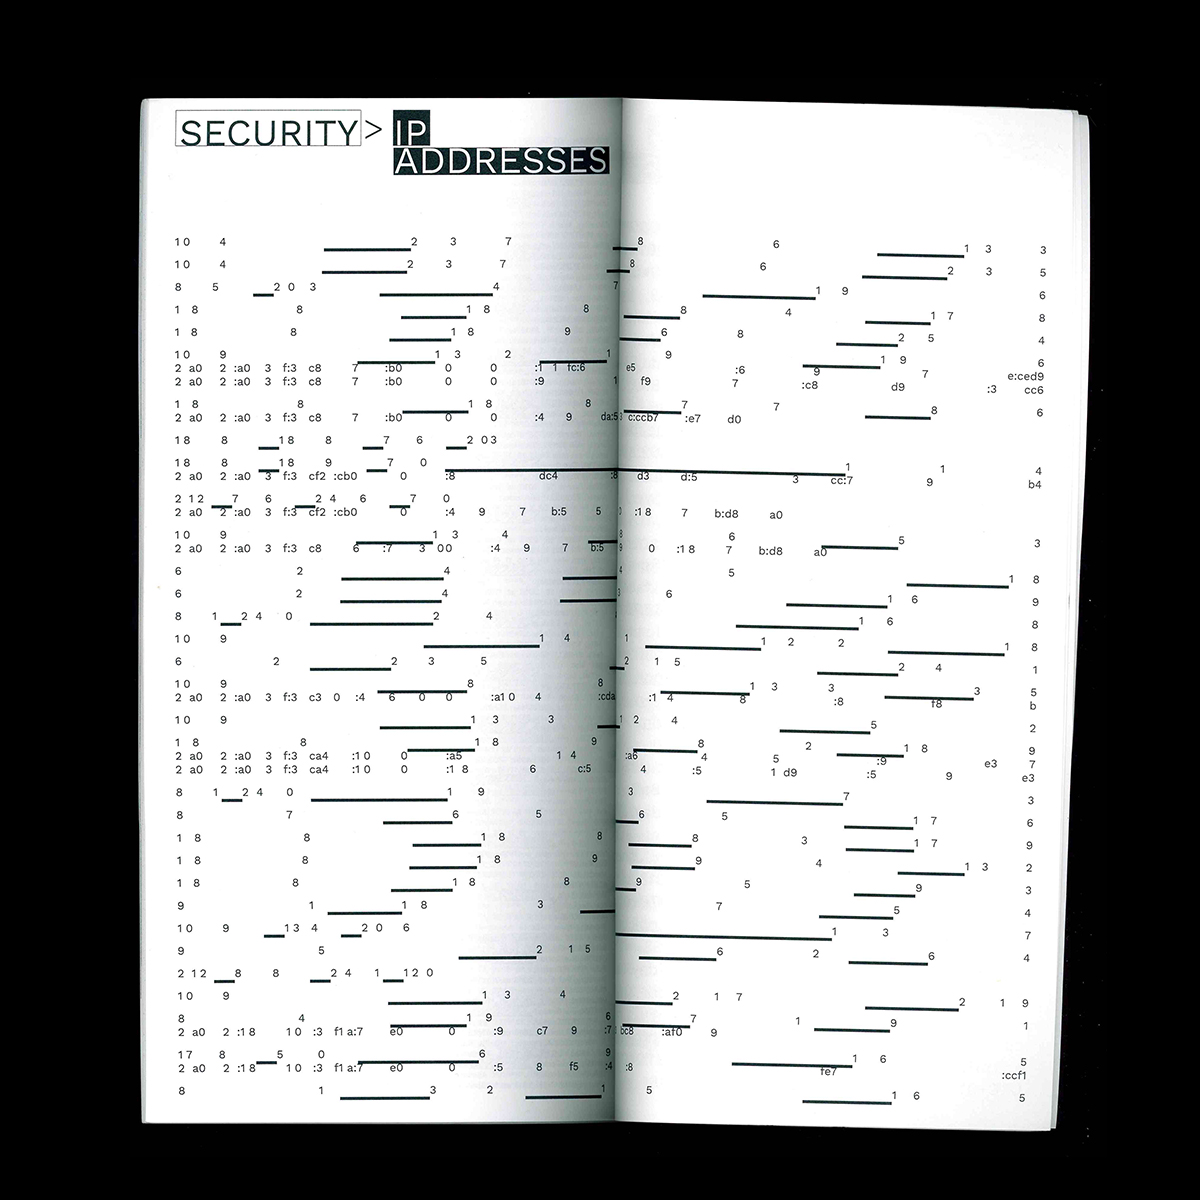 SECURITY > IP
ADDRESSES
10 4 2 3 7 8 6 1 3 3
10 4 2 3 7 8 6 2 3 5
8 5 2 0 3 4 7 1 9 6
1 8 8 1 8 8 8 4 1 7 8
1 8 8 1 8 9 6 8 2 5 4
10 9 1 3 2 1 9 1 9 6
2 a0 2 :a0 3 f:3 c8 7 :b0 0 0 :1 1 fc:6 e5 :6 9 7 e:ced9
2 a0 2 :a0 3 f:3 c8 7 :b0 0 0 :9 1 f9 7 :c8 d9 :3 cc6
1 8 8 1 8 8 7 7 8 6
2 a0 2 :a0 3 f:3 c8 7 :b0 0 0 :4 9 da:5 c:ccb7 :e7 d0
18 8 18 8 7 6 2 03
18 8 18 9 7 0 1 1 4
2 a0 2 :a0 3 f:3 cf2 :cb0 0 :8 dc4 :8 d3 d:5 3 cc:7 9 b4
2 12 7 6 2 4 6 7 0
2 a0 2 :a0 3 f:3 cf2 :cb0 0 :4 9 7 b:5 5 0 :18 7 b:d8 a0
10 9 1 3 4 8 6 5 3
2 a0 2 :a0 3 f:3 c8 6 :7 3 00 :4 9 7 b:5 9 0 :18 7 b:d8 a0
6 2 4 4 5 1 8
6 2 4 3 6 1 6 9
8 1 2 4 0 2 4 1 6 8
10 9 1 4 1 1 2 2 1 8
6 2 2 3 5 2 1 5 2 4 1
10 9 8 8 1 3 3 3 5
2 a0 2 :a0 3 f:3 c3 0 :4 6 0 0 :a10 4 :cda :1 4 8 :8 f8 b
10 9 1 3 3 1 2 4 5 2
1 8 8 1 8 9 8 2 1 8 9
2 a0 2 :a0 3 f:3 ca4 :10 0 :a5 1 4 :a6 4 5 :9 e3 7
2 a0 2 :a0 3 f:3 ca4 :10 0 :1 8 6 c:5 4 :5 1 d9 :5 9 e3
8 1 2 4 0 1 9 3 7 3
8 7 6 5 6 5 1 7 6
1 8 8 1 8 8 8 3 1 7 9
1 8 8 1 8 9 9 4 1 3 2
1 8 8 1 8 8 9 5 9 3
9 1 1 8 3 7 5 4
10 9 13 4 2 0 6 1 3 7
9 5 2 1 5 6 2 6 4
2 12 8 8 2 4 1 12 0
10 9 1 3 4 2 1 7 2 1 9
8 4 1 9 6 7 1 9 1
2 a0 2 :18 10 :3 f1 a:7 e0 0 :9 c7 9 :7 bc8 :af0 9
17 8 5 0 6 9 1 6 5
2 a0 2 :18 10 :3 f1 a:7 e0 0 :5 8 f5 :4 :8 fe7 :ccf1
8 1 3 2 1 5 1 6 5